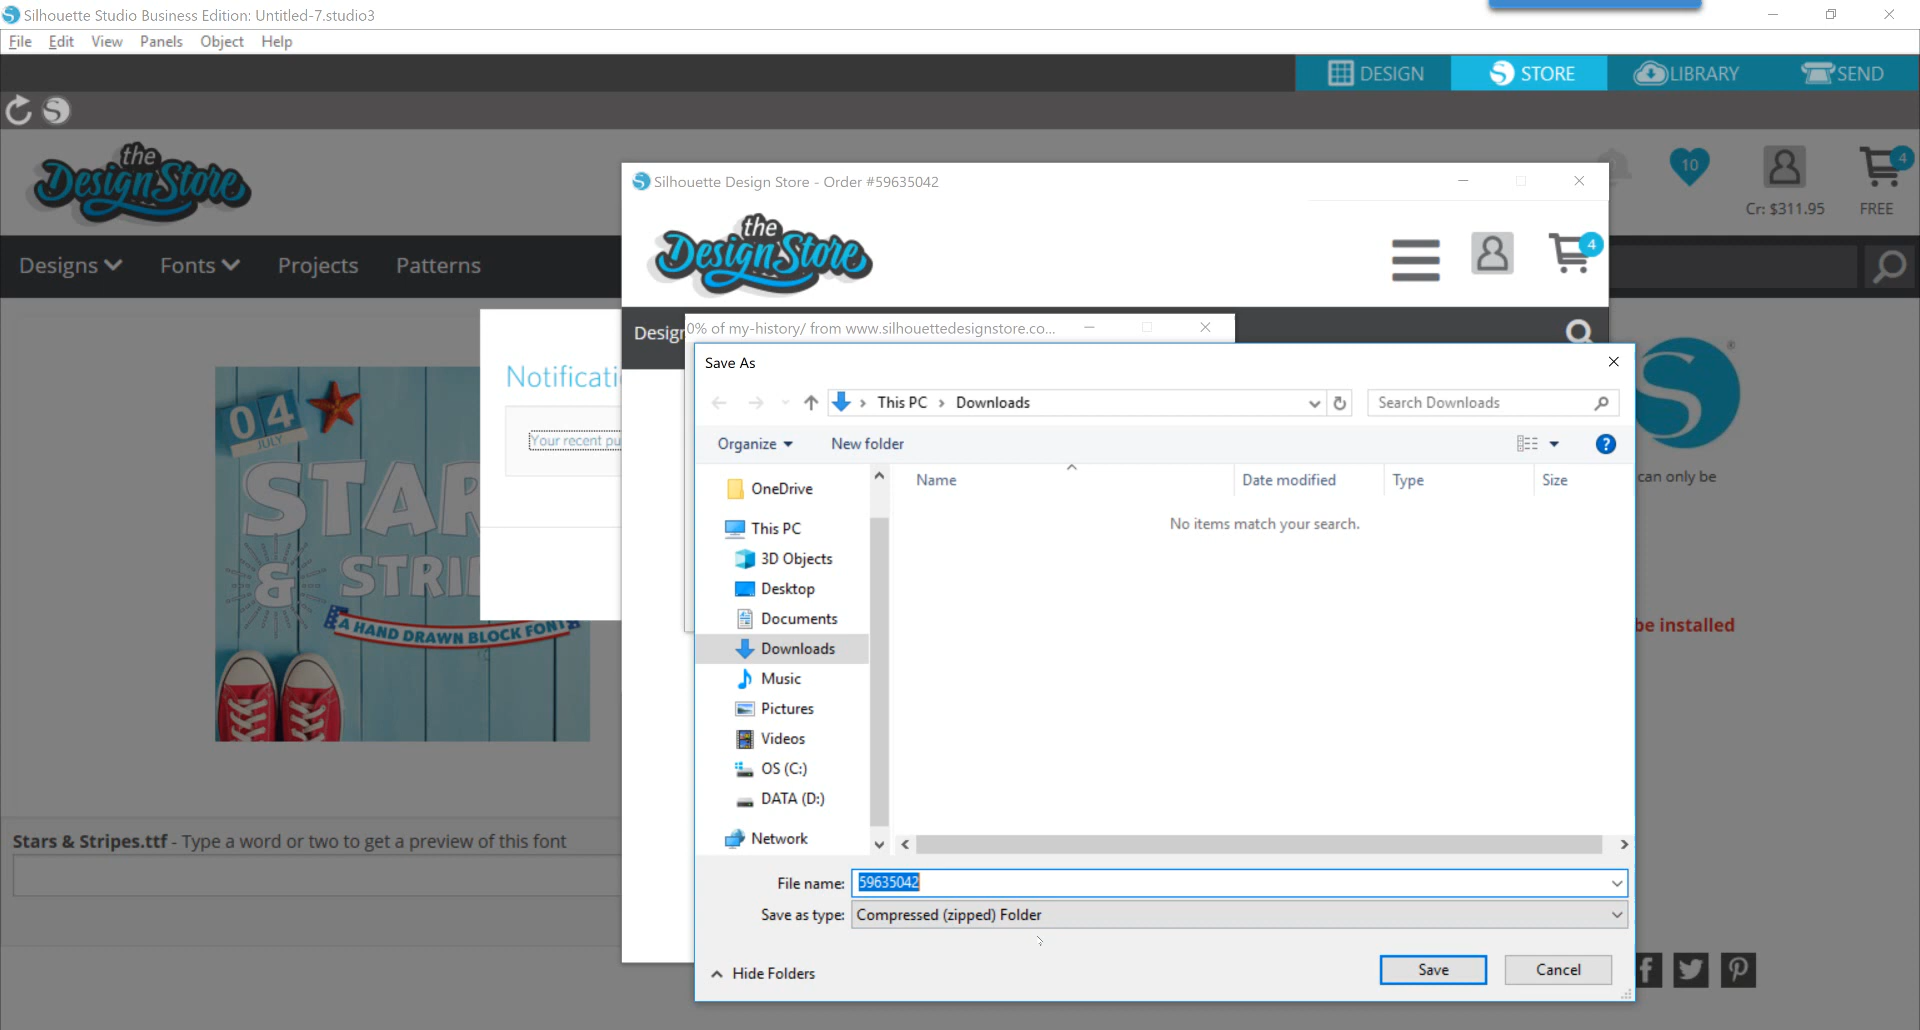 Silhouette Studio Business Edition: Untitled-7.studio3
File Edit View Panels Object Help
DESIGN STORE LIBRARY SEND
the
Design Store
10
4
Cr: $311.95 FREE
Designs Fonts Projects Patterns
Silhouette Design Store - Order #59635042
the
Design Store
4
Design
0% of my-history/ from www.silhouettedesignstore.co...
Notificati
Your recent pu
Save As
This PC › Downloads
Search Downloads
Organize New folder
?
OneDrive
This PC
3D Objects
Desktop
Documents
Downloads
Music
Pictures
Videos
OS (C:)
DATA (D:)
Network
Name Date modified Type Size
No items match your search.
File name: 59635042
Save as type: Compressed (zipped) Folder
Hide Folders
Save Cancel
04
JULY
STAR
& STRI
A HAND DRAWN BLOCK FONT
®
can only be
be installed
Stars & Stripes.ttf - Type a word or two to get a preview of this font